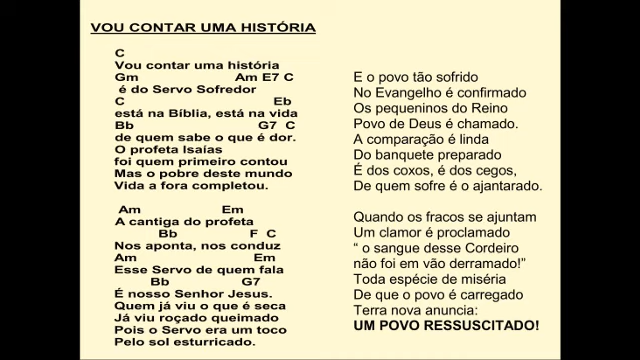 VOU CONTAR UMA HISTÓRIA
C
Vou contar uma história
Gm Am E7 C
é do Servo Sofredor
C Eb
está na Bíblia, está na vida
Bb G7 C
de quem sabe o que é dor.
O profeta Isaías
foi quem primeiro contou
Mas o pobre deste mundo
Vida a fora completou.
Am Em
A cantiga do profeta
Bb F C
Nos aponta, nos conduz
Am Em
Esse Servo de quem fala
Bb G7
É nosso Senhor Jesus.
Quem já viu o que é seca
Já viu roçado queimado
Pois o Servo era um toco
Pelo sol esturricado.
E o povo tão sofrido
No Evangelho é confirmado
Os pequeninos do Reino
Povo de Deus é chamado.
A comparação é linda
Do banquete preparado
É dos coxos, é dos cegos,
De quem sofre é o ajantarado.
Quando os fracos se ajuntam
Um clamor é proclamado
“ o sangue desse Cordeiro
não foi em vão derramado!”
Toda espécie de miséria
De que o povo é carregado
Terra nova anuncia:
UM POVO RESSUSCITADO!